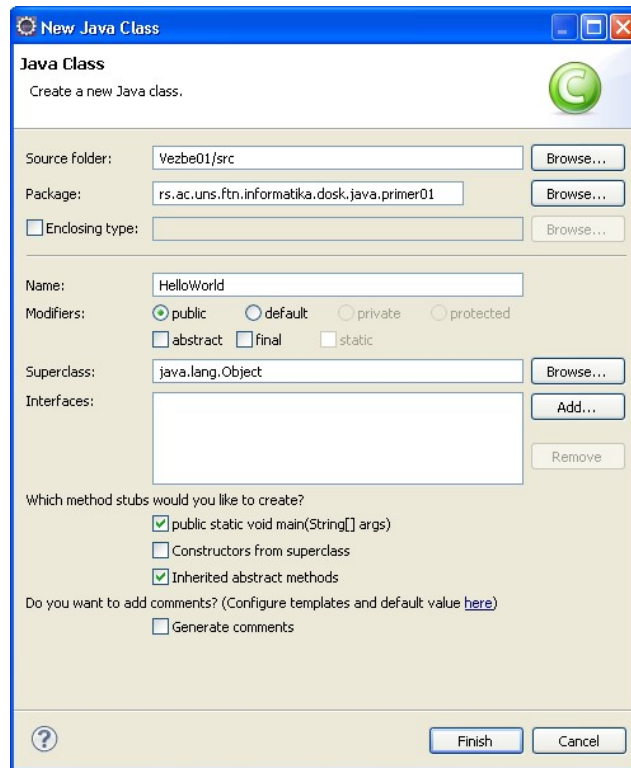 New Java Class
Java Class
Create a new Java class.
Source folder: Vezbe01/src Browse...
Package: rs.ac.uns.ftn.informatika.dosk.java.primer01 Browse...
Enclosing type: Browse...
Name: HelloWorld
Modifiers: public default private protected
abstract final static
Superclass: java.lang.Object Browse...
Interfaces: Add...
Remove
Which method stubs would you like to create?
public static void main(String[] args)
Constructors from superclass
Inherited abstract methods
Do you want to add comments? (Configure templates and default value here)
Generate comments
? Finish Cancel